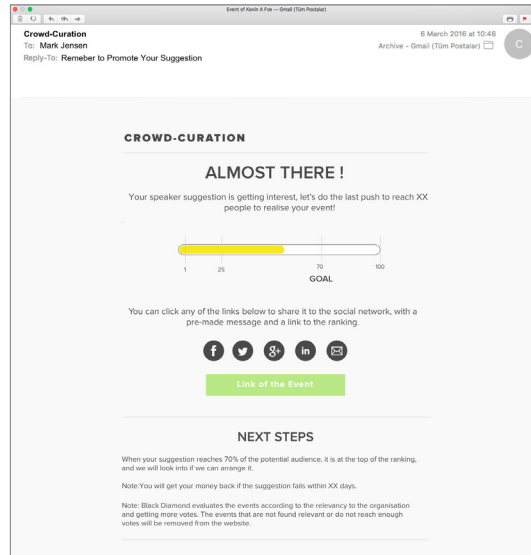 Event of Kevin A Fox — Gmail (Tüm Postalar)
Crowd-Curation
6 March 2016 at 10:46
To: Mark Jensen
Archive - Gmail (Tüm Postalar)
C
Reply-To: Remeber to Promote Your Suggestion
CROWD-CURATION
ALMOST THERE !
Your speaker suggestion is getting interest, let's do the last push to reach XX
people to realise your event!
1 25 70 100
GOAL
You can click any of the links below to share it to the social network, with a
pre-made message and a link to the ranking.
f g+ in
Link of the Event
NEXT STEPS
When your suggestion reaches 70% of the potential audience, it is at the top of the ranking,
and we will look into if we can arrange it.
Note:You will get your money back if the suggestion fails within XX days.
Note: Black Diamond evaluates the events according to the relevancy to the organisation
and getting more votes. The events that are not found relevant or do not reach enough
votes will be removed from the website.